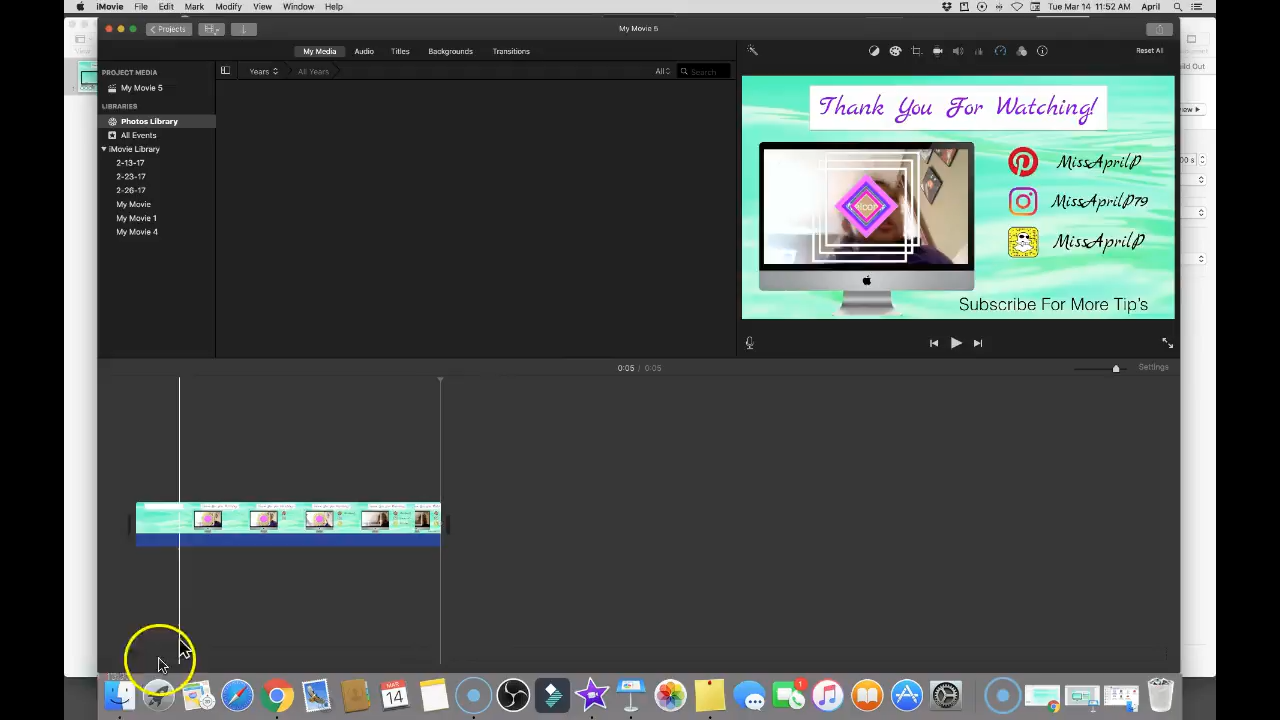 iMovie File Edit Mark Modify View Window Help
Tue Mar 14 11:52 AM April
Projects
My Movie 5
My Media Audio Titles Backgrounds
Reset All
PROJECT MEDIA
My Movie 5
LIBRARIES
Photos Library
All Events
iMovie Library
2-13-17
2-23-17
2-26-17
My Movie
My Movie 1
My Movie 4
Years All Years
All Search
Thank You For Watching!
MissAprilP
MissAprilP79
MissAprilP
Subscribe For More Tip's
0:05 / 0:05
Settings
MAR
14
1